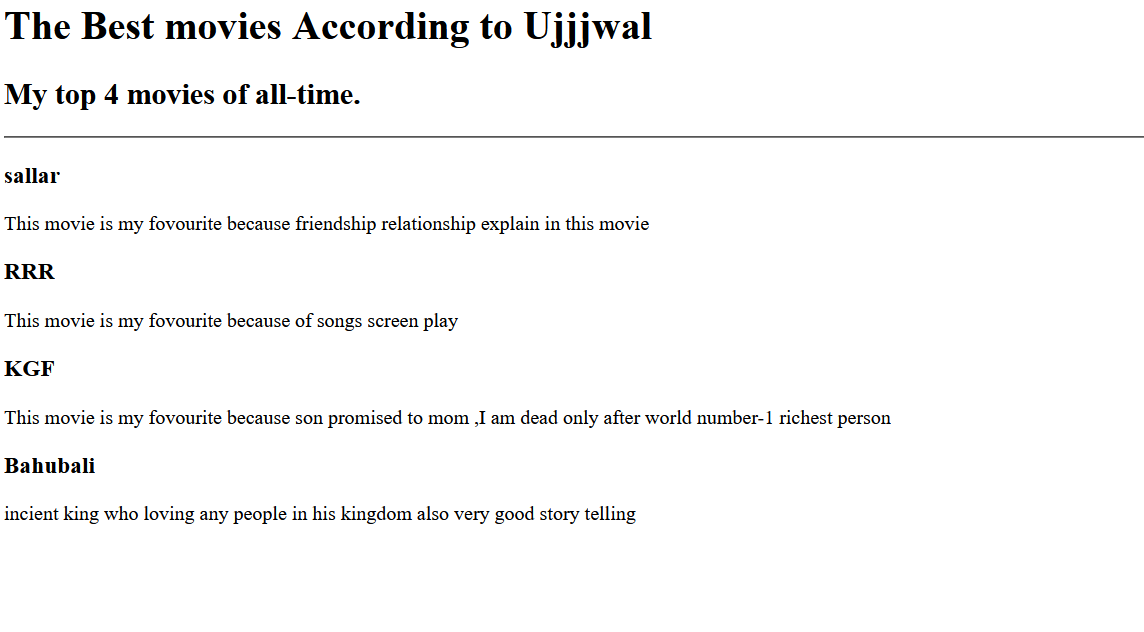 The Best movies According to Ujjjwal
My top 4 movies of all-time.
sallar
This movie is my fovourite because friendship relationship explain in this movie
RRR
This movie is my fovourite because of songs screen play
KGF
This movie is my fovourite because son promised to mom ,I am dead only after world number-1 richest person
Bahubali
incient king who loving any people in his kingdom also very good story telling